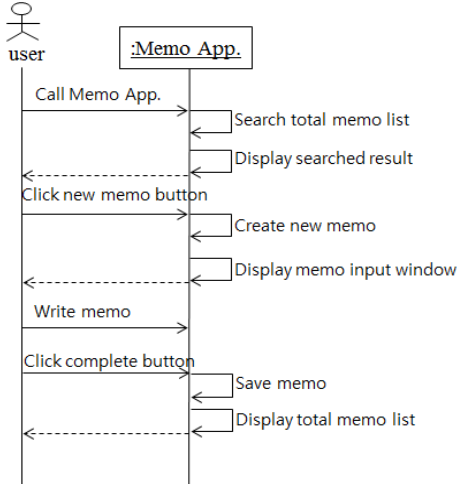 user
:Memo App.
Call Memo App.
Search total memo list
Display searched result
Click new memo button
Create new memo
Display memo input window
Write memo
Click complete button
Save memo
Display total memo list